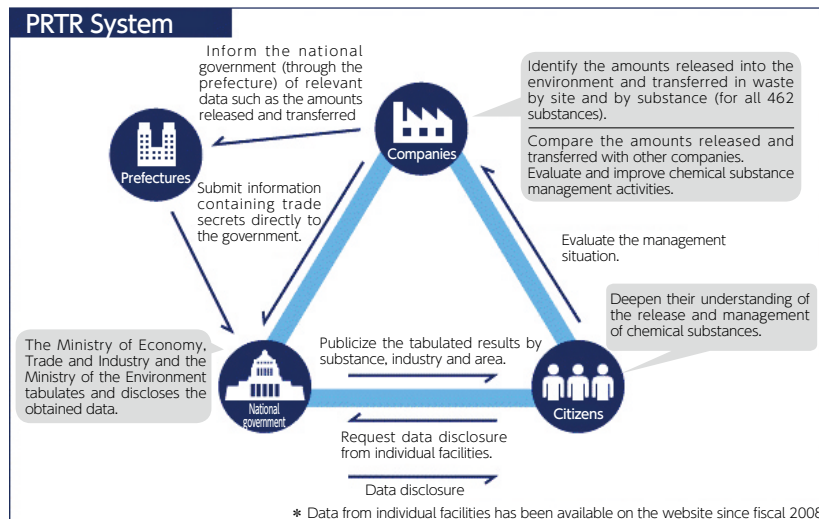 PRTR System
Inform the national
government (through the
prefecture) of relevant
data such as the amounts
released and transferred
Companies
Identify the amounts released into the
environment and transferred in waste
by site and by substance (for all 462
substances).
Compare the amounts released and
transferred with other companies.
Evaluate and improve chemical substance
management activities.
Prefectures
Submit information
containing trade
secrets directly to
the government.
Evaluate the management
situation.
Deepen their understanding of
the release and management
of chemical substances.
The Ministry of Economy,
Trade and Industry and the
Ministry of the Environment
tabulates and discloses the
obtained data.
National
government
Publicize the tabulated results by
substance, industry and area.
Citizens
Request data disclosure
from individual facilities.
Data disclosure
* Data from individual facilities has been available on the website since fiscal 2008